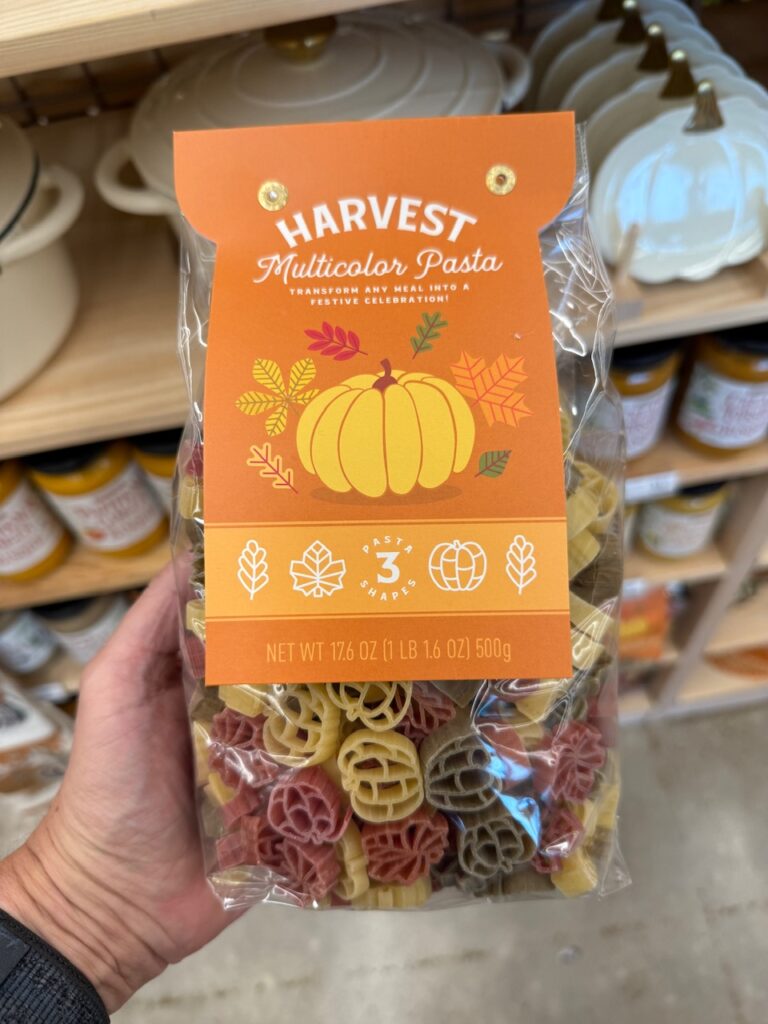 HARVEST
Multicolor Pasta
TRANSFORM ANY MEAL INTO A
FESTIVE CELEBRATION!
PASTA
3
SHAPES
NET WT 17.6 OZ (1 LB 1.6 OZ) 500g